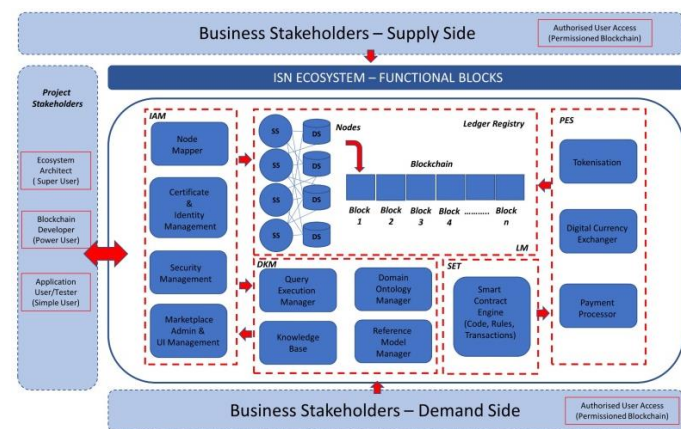 Business Stakeholders – Supply Side
Authorised User Access
(Permissioned Blockchain)
ISN ECOSYSTEM – FUNCTIONAL BLOCKS
Project
Stakeholders
Ecosystem
Architect
( Super User)
Blockchain
Developer
(Power User)
Application
User/Tester
(Simple User)
IAM
Node
Mapper
Certificate
&
Identity
Management
Security
Management
Marketplace
Admin &
UI Management
SS
SS
SS
SS
DS
DS
DS
DS
Nodes
Ledger Registry
Blockchain
Block
1
Block
2
Block
3
Block
4
...........
Block
n
LM
DKM
Query
Execution
Manager
Domain
Ontology
Manager
Knowledge
Base
Reference
Model
Manager
SET
Smart
Contract
Engine
(Code, Rules,
Transactions)
PES
Tokenisation
Digital Currency
Exchanger
Payment
Processor
Business Stakeholders – Demand Side
Authorised User Access
(Permissioned Blockchain)